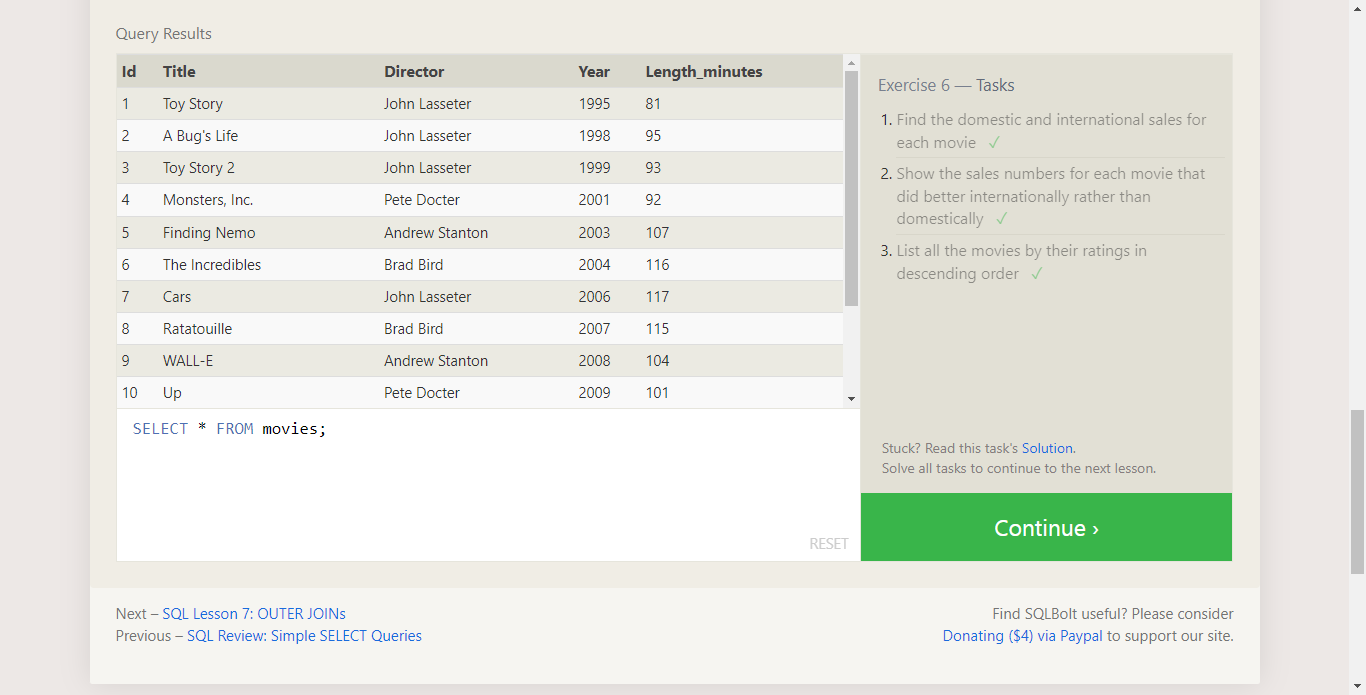 Query Results
Id Title Director Year Length_minutes
1 Toy Story John Lasseter 1995 81
2 A Bug's Life John Lasseter 1998 95
3 Toy Story 2 John Lasseter 1999 93
4 Monsters, Inc. Pete Docter 2001 92
5 Finding Nemo Andrew Stanton 2003 107
6 The Incredibles Brad Bird 2004 116
7 Cars John Lasseter 2006 117
8 Ratatouille Brad Bird 2007 115
9 WALL-E Andrew Stanton 2008 104
10 Up Pete Docter 2009 101
SELECT * FROM movies;
RESET
Exercise 6 — Tasks
1. Find the domestic and international sales for
each movie ✓
2. Show the sales numbers for each movie that
did better internationally rather than
domestically ✓
3. List all the movies by their ratings in
descending order ✓
Stuck? Read this task's Solution.
Solve all tasks to continue to the next lesson.
Continue ›
Next – SQL Lesson 7: OUTER JOINs
Previous – SQL Review: Simple SELECT Queries
Find SQLBolt useful? Please consider
Donating ($4) via Paypal to support our site.